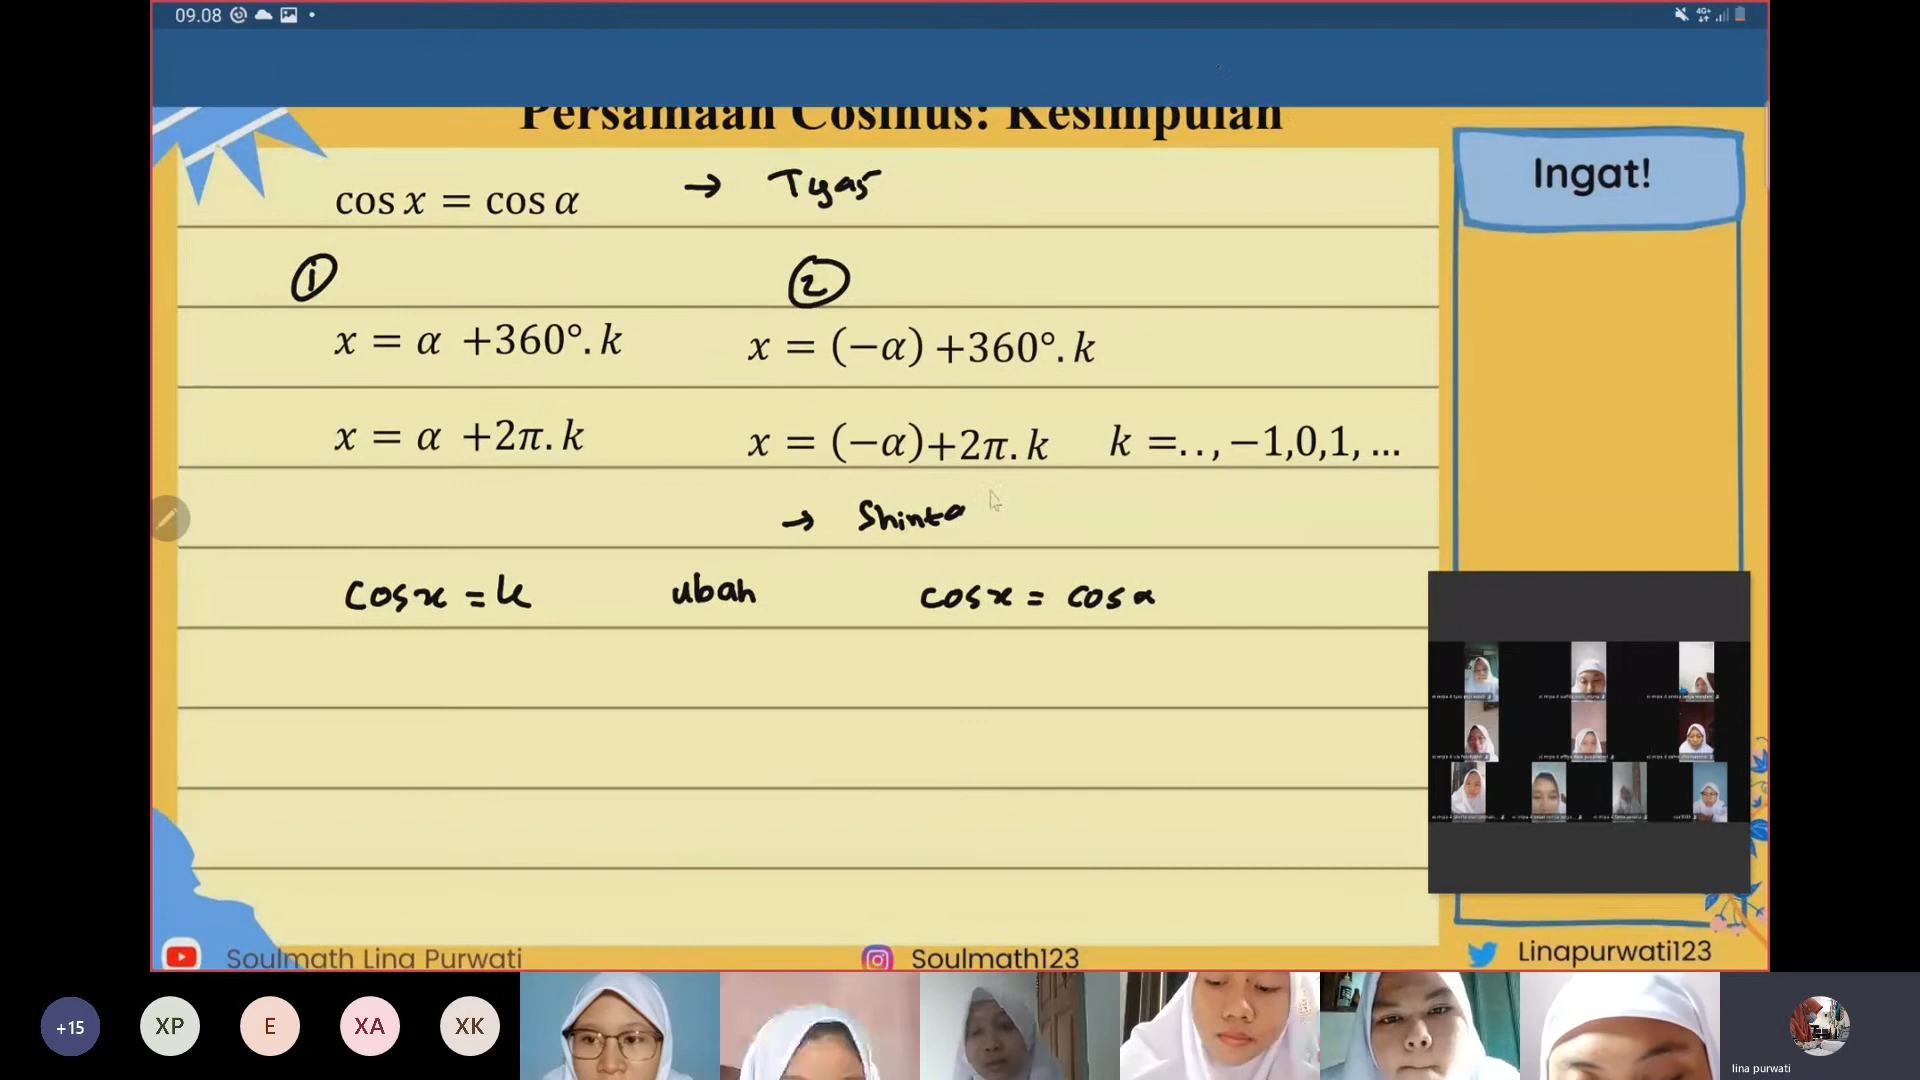 09.08
4G+
Persamaan Cosinus: Kesimpulan
Ingat!
cos x = cos α → Tyas
1 2
x = α +360°. k x = (−α) +360°. k
x = α +2π. k x = (−α)+2π. k k =. . , −1,0,1, ...
→ Shinta
cos x = k ubah cos x = cos α
Soulmath Lina Purwati Soulmath123 Linapurwati123
+15 XP E XA XK
lina purwati